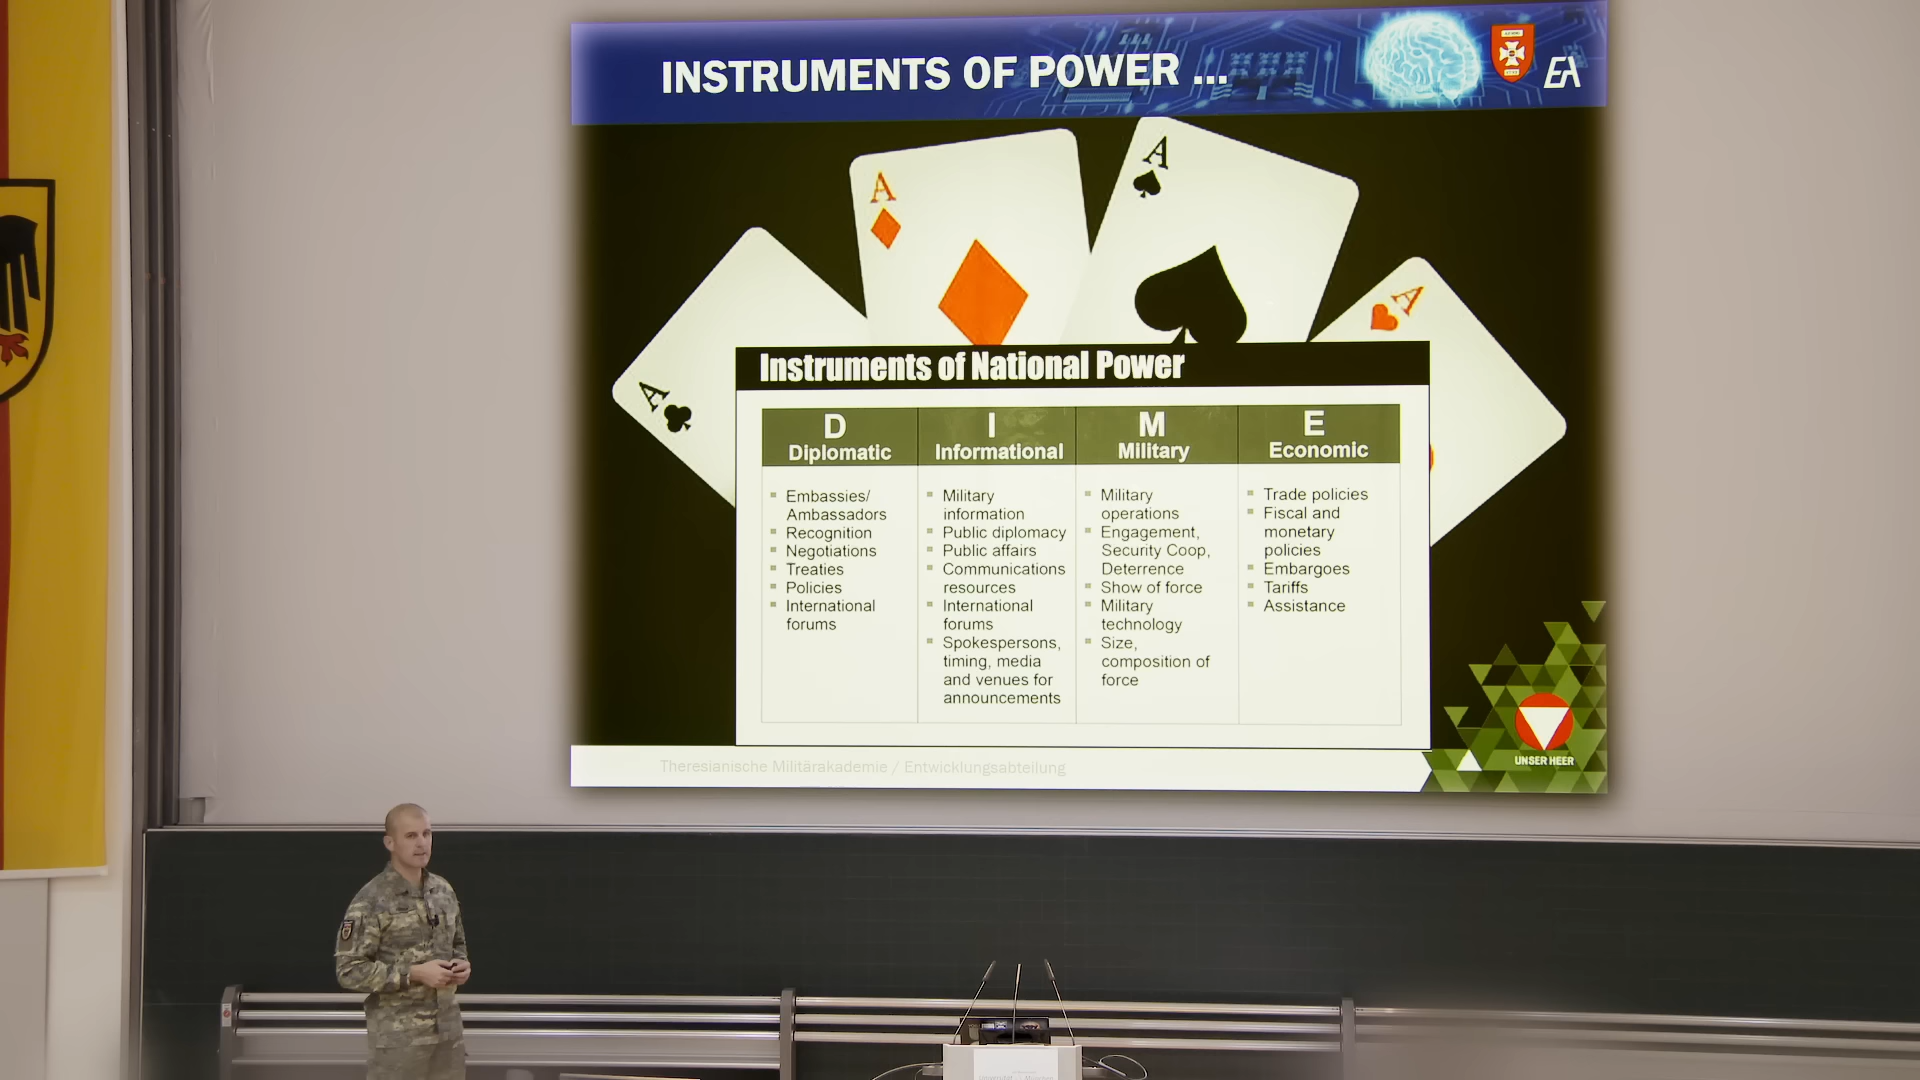 INSTRUMENTS OF POWER ...
EA
A
A
A
A
Instruments of National Power
D
Diplomatic
I
Informational
M
Military
E
Economic
Embassies/
Ambassadors
Recognition
Negotiations
Treaties
Policies
International
forums
Military
information
Public diplomacy
Public affairs
Communications
resources
International
forums
Spokespersons,
timing, media
and venues for
announcements
Military
operations
Engagement,
Security Coop,
Deterrence
Show of force
Military
technology
Size,
composition of
force
Trade policies
Fiscal and
monetary
policies
Embargoes
Tariffs
Assistance
Theresianische Militärakademie / Entwicklungsabteilung
UNSER HEER